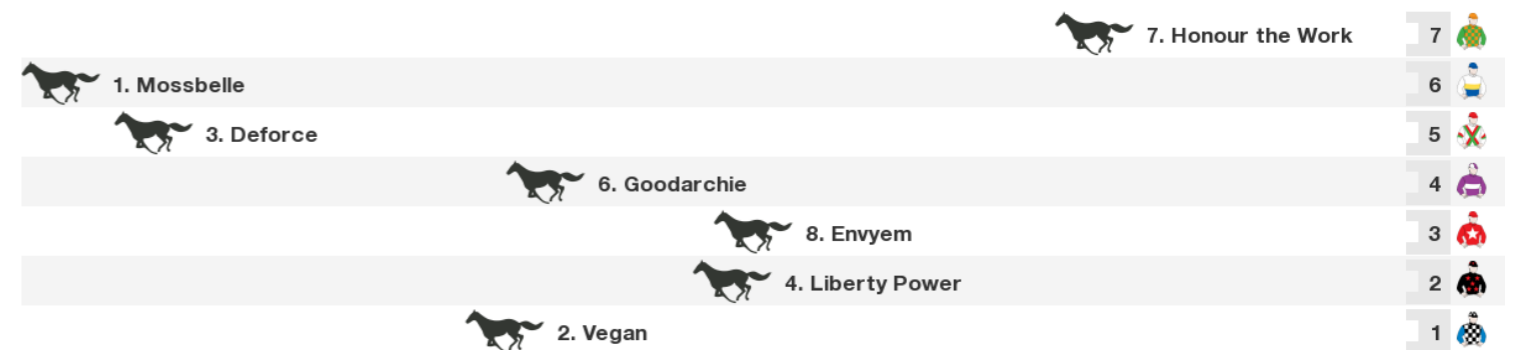 7. Honour the Work 7
1. Mossbelle 6
3. Deforce 5
6. Goodarchie 4
8. Envyem 3
4. Liberty Power 2
2. Vegan 1